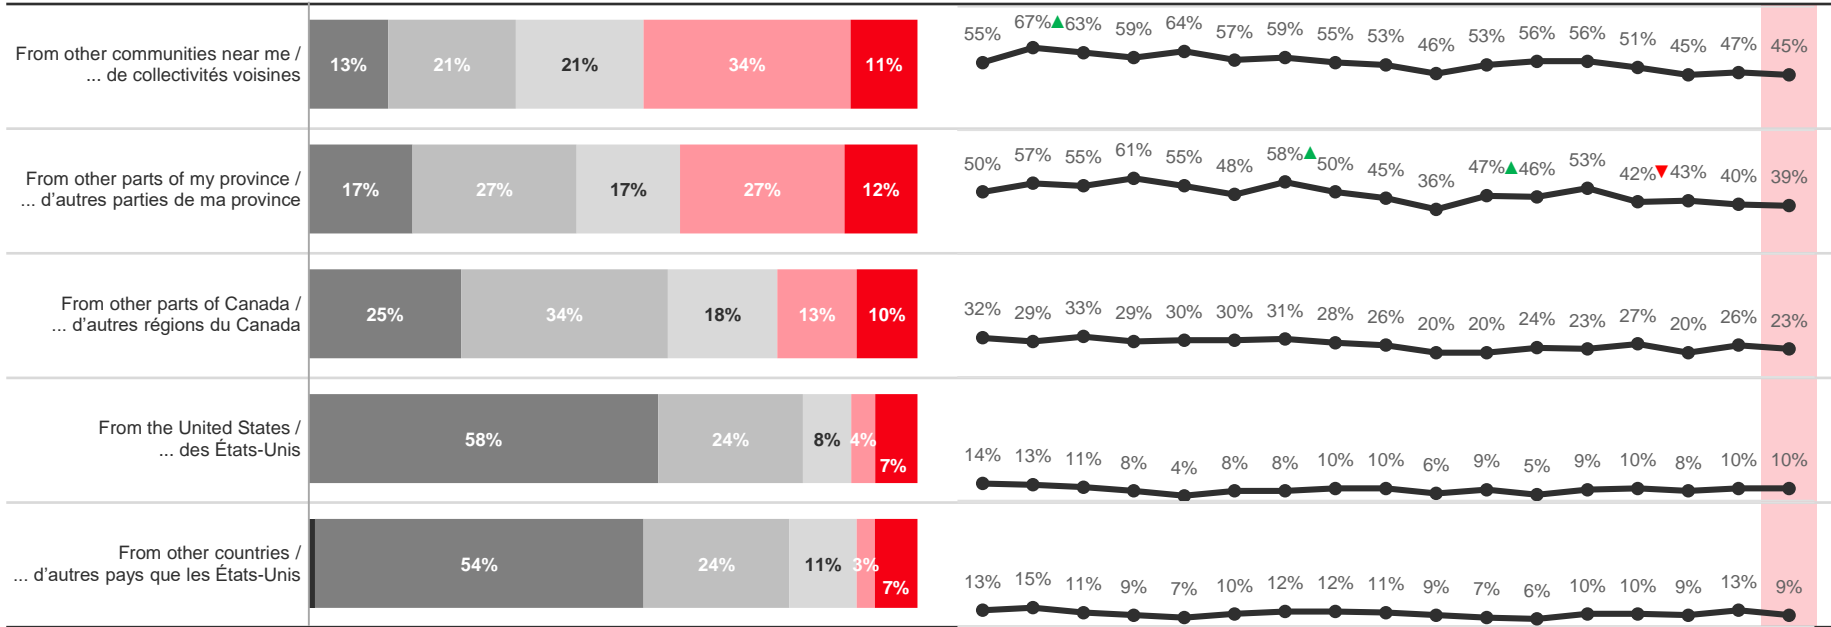 From other communities near me /
... de collectivités voisines
13% 21% 21% 34% 11%
55% 67%▲63% 59% 64% 57% 59% 55% 53% 46% 53% 56% 56% 51% 45% 47% 45%
From other parts of my province /
... d'autres parties de ma province
17% 27% 17% 27% 12%
50% 57% 55% 61% 55% 48% 58%▲50% 45% 36% 47%▲46% 53% 42%▼43% 40% 39%
From other parts of Canada /
... d'autres régions du Canada
25% 34% 18% 13% 10%
32% 29% 33% 29% 30% 30% 31% 28% 26% 20% 20% 24% 23% 27% 20% 26% 23%
From the United States /
... des États-Unis
58% 24% 8% 4% 7%
14% 13% 11% 8% 4% 8% 8% 10% 10% 6% 9% 5% 9% 10% 8% 10% 10%
From other countries /
... d'autres pays que les États-Unis
54% 24% 11% 3% 7%
13% 15% 11% 9% 7% 10% 12% 12% 11% 9% 7% 6% 10% 10% 9% 13% 9%